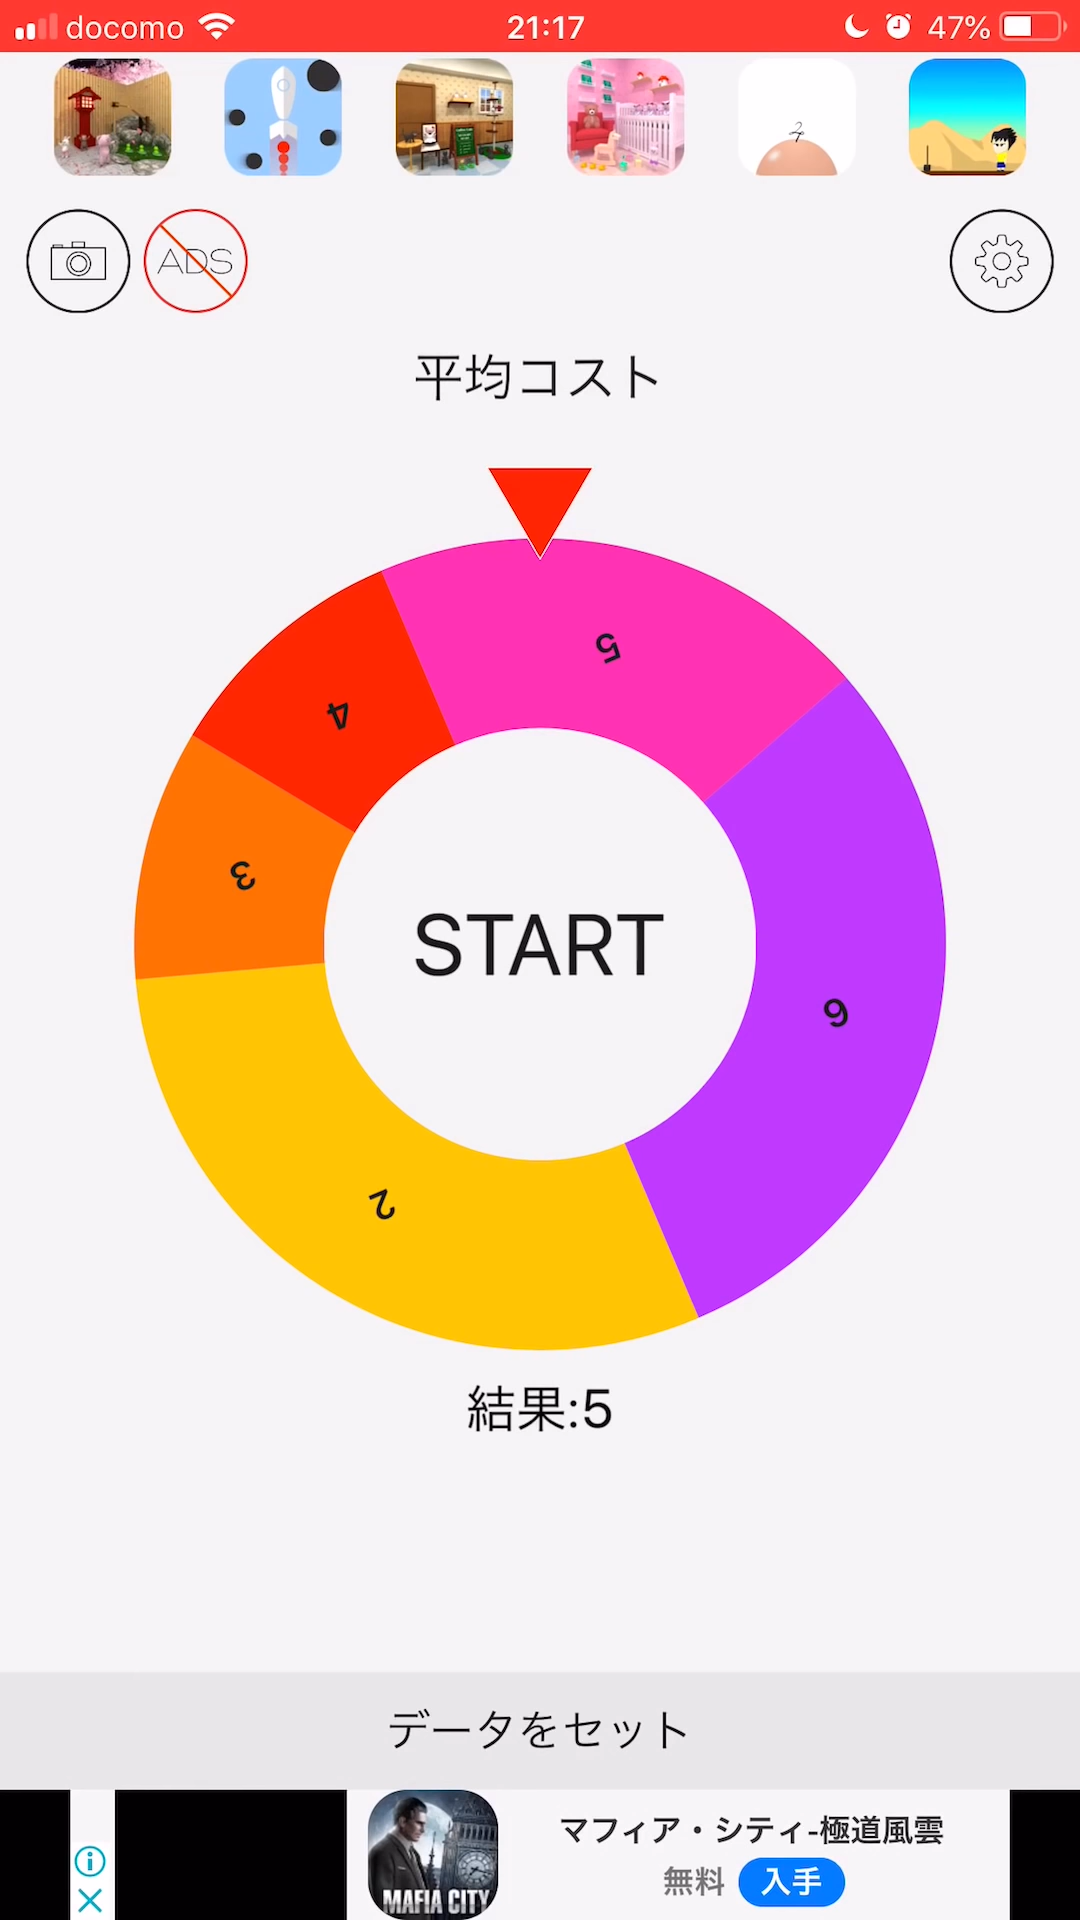 docomo 21:17 47%
ADS
平均コスト
5
4
3
START
6
2
結果:5
データをセット
マフィア・シティ-極道風雲
無料 入手
MAFIA CITY